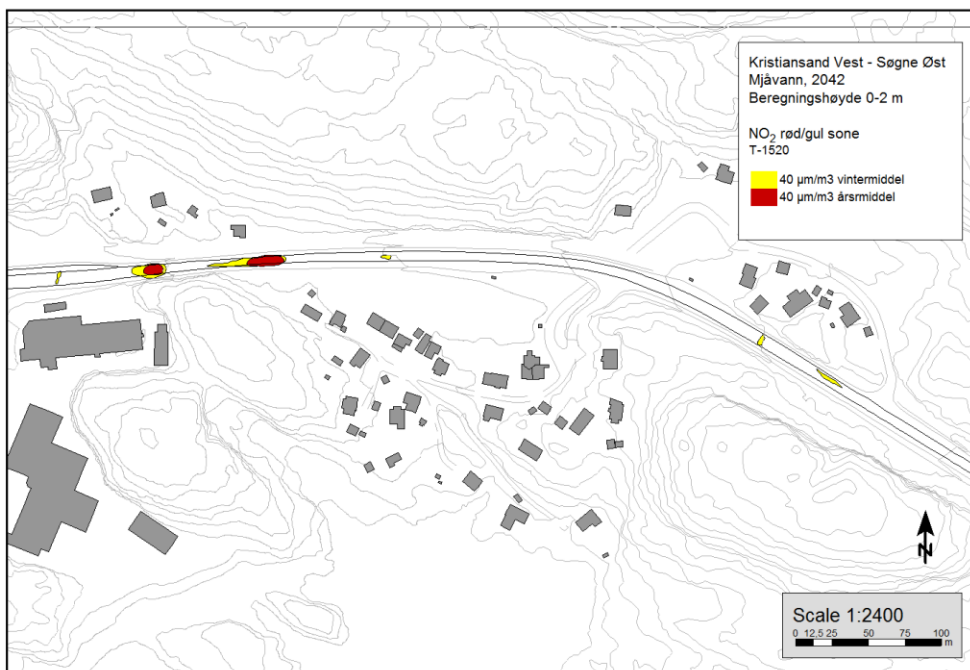 Kristiansand Vest - Søgne Øst
Mjåvann, 2042
Beregningshøyde 0-2 m
NO₂ rød/gul sone
T-1520
40 µm/m3 vintermiddel
40 µm/m3 årsmiddel
N
Scale 1:2400
0 12,5 25 50 75 100
m